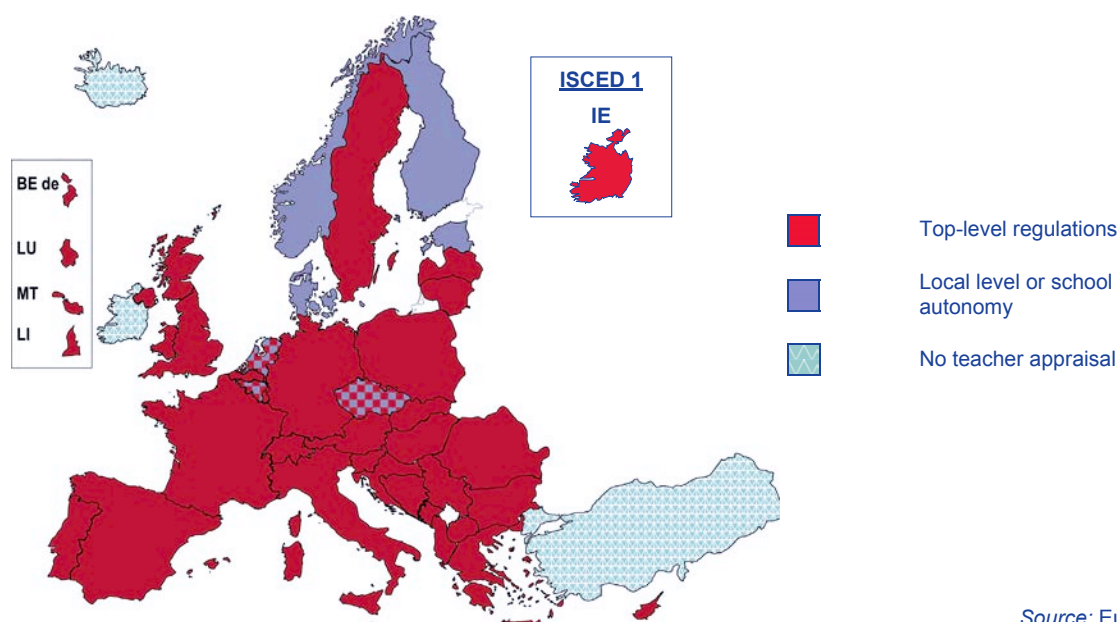 ISCED 1
IE
BE de
LU
MT
LI
Top-level regulations
Local level or school
autonomy
No teacher appraisal
Source: